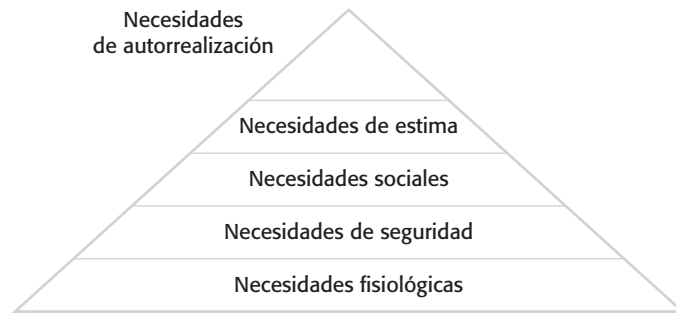 Necesidades
de autorrealización
Necesidades de estima
Necesidades sociales
Necesidades de seguridad
Necesidades fisiológicas